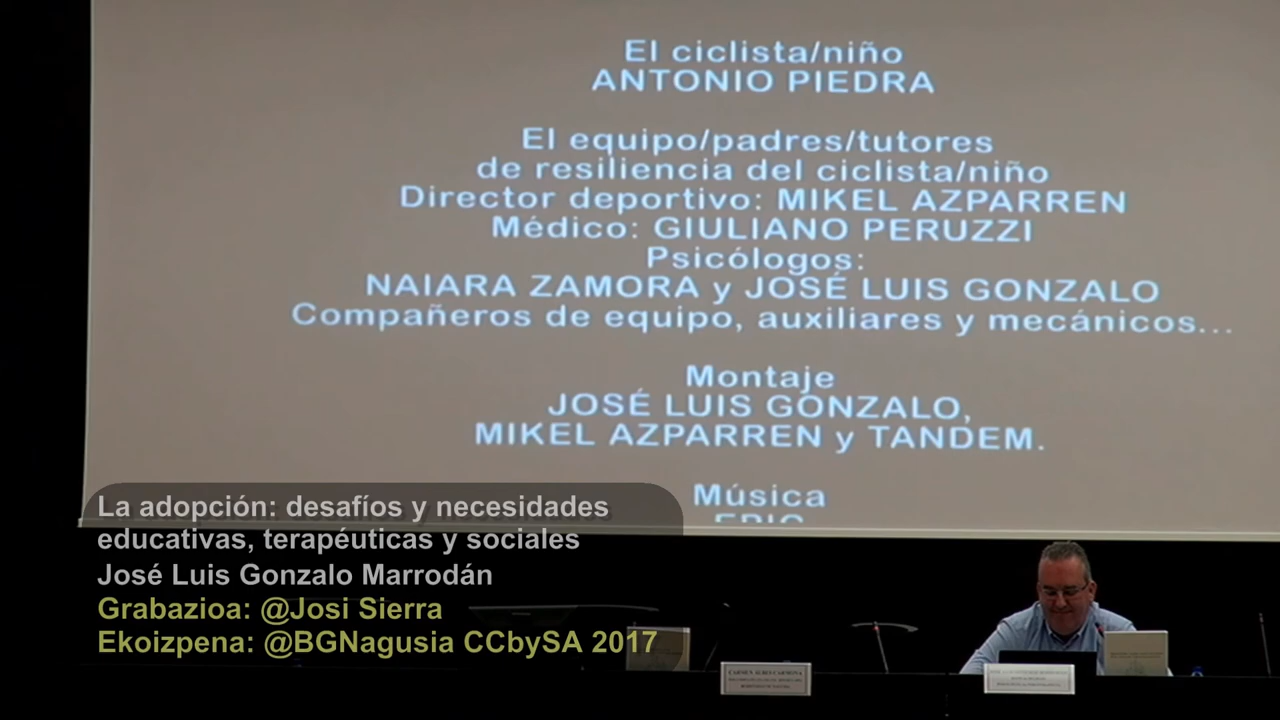 El ciclista/niño
ANTONIO PIEDRA
El equipo/padres/tutores
de resiliencia del ciclista/niño
Director deportivo: MIKEL AZPARREN
Médico: GIULIANO PERUZZI
Psicólogos:
NAIARA ZAMORA y JOSÉ LUIS GONZALO
Compañeros de equipo, auxiliares y mecánicos...
Montaje
JOSÉ LUIS GONZALO,
MIKEL AZPARREN y TANDEM.
Música
La adopción: desafíos y necesidades
educativas, terapéuticas y sociales
José Luis Gonzalo Marrodán
Grabazioa: @Josi Sierra
Ekoizpena: @BGNagusia CCbySA 2017